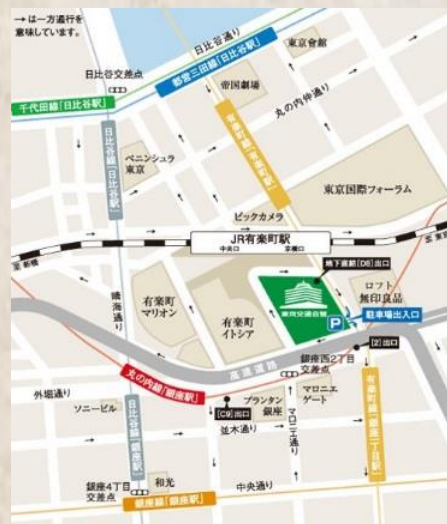 → は一方通行を
意味しています。
日比谷通り
東京會館
都営三田線「日比谷駅」
日比谷交差点
千代田線「日比谷駅」
帝国劇場
丸の内仲通り
日比谷線「日比谷駅」
有楽町線「有楽町駅」
ペニンシュラ
東京
東京国際フォーラム
ビックカメラ
JR有楽町駅
中央口
京橋口
至 新橋
至 東京
地下直結「D8」出口
晴海通り
有楽町
マリオン
有楽町
イトシア
東京交通会館
ロフト
無印良品
P
駐車場出入口
[2]出口
高速道路
銀座西2丁目
交差点
丸の内線「銀座駅」
外堀通り
ソニービル
日比谷線「銀座駅」
[C9]出口
プランタン
銀座
マロニエ
ゲート
マロニエ通り
並木通り
有楽町線「銀座一丁目駅」
銀座4丁目
交差点
和光
中央通り
銀座線「銀座駅」